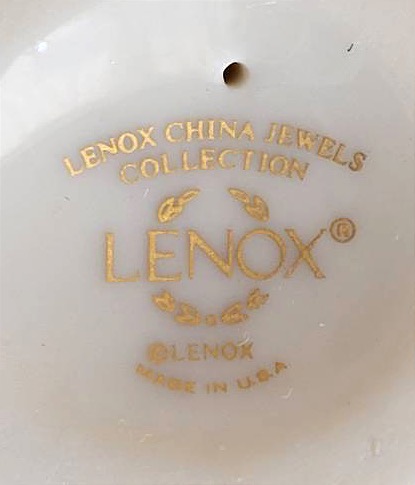 LENOX CHINA JEWELS
COLLECTION
LENOX®
©LENOX
MADE IN U.S.A